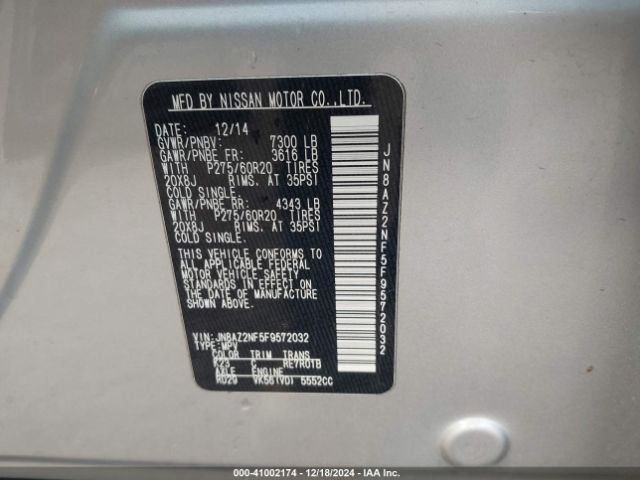 MFD BY NISSAN MOTOR CO.,LTD.
DATE: 12/14
GVWR/PNBV: 7300 LB
GAWR/PNBE FR: 3616 LB
WITH P275/60R20 TIRES
20X8J RIMS. AT 35PSI
COLD SINGLE.
GAWR/PNBE RR: 4343 LB
WITH P275/60R20 TIRES
20X8J RIMS. AT 35PSI
COLD SINGLE.
THIS VEHICLE CONFORMS TO
ALL APPLICABLE FEDERAL
MOTOR VEHICLE SAFETY
STANDARDS IN EFFECT ON
THE DATE OF MANUFACTURE
SHOWN ABOVE.
VIN: JN8AZ2NF5F9572032
TYPE: MPV
COLOR TRIM TRANS
K23 C RE7R01B
AXLE ENGINE
RD29 VK56(VD) 5552CC
JN8AZ2NF5F9572032
000-41002174 - 12/18/2024 - IAA Inc.